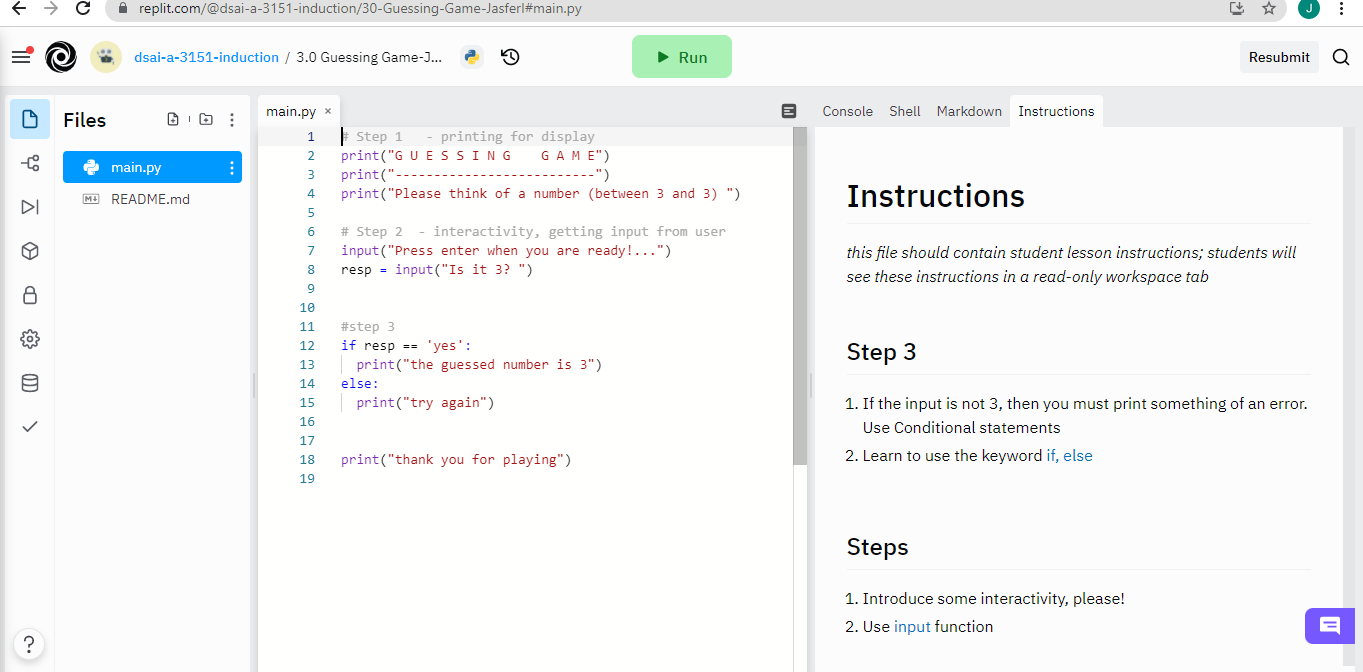 replit.com/@dsai-a-3151-induction/30-Guessing-Game-Jasferl#main.py
J
dsai-a-3151-induction / 3.0 Guessing Game-J...
Run
Resubmit
Files
main.py
README.md
main.py ×
1 # Step 1   - printing for display
2 print("G U E S S I N G    G A M E")
3 print("--------------------------")
4 print("Please think of a number (between 3 and 3) ")
5
6 # Step 2  - interactivity, getting input from user
7 input("Press enter when you are ready!...")
8 resp = input("Is it 3? ")
9
10
11 #step 3
12 if resp == 'yes':
13   print("the guessed number is 3")
14 else:
15   print("try again")
16
17
18 print("thank you for playing")
19
Console Shell Markdown Instructions
Instructions
this file should contain student lesson instructions; students will
see these instructions in a read-only workspace tab
Step 3
1. If the input is not 3, then you must print something of an error.
Use Conditional statements
2. Learn to use the keyword if, else
Steps
1. Introduce some interactivity, please!
2. Use input function
?